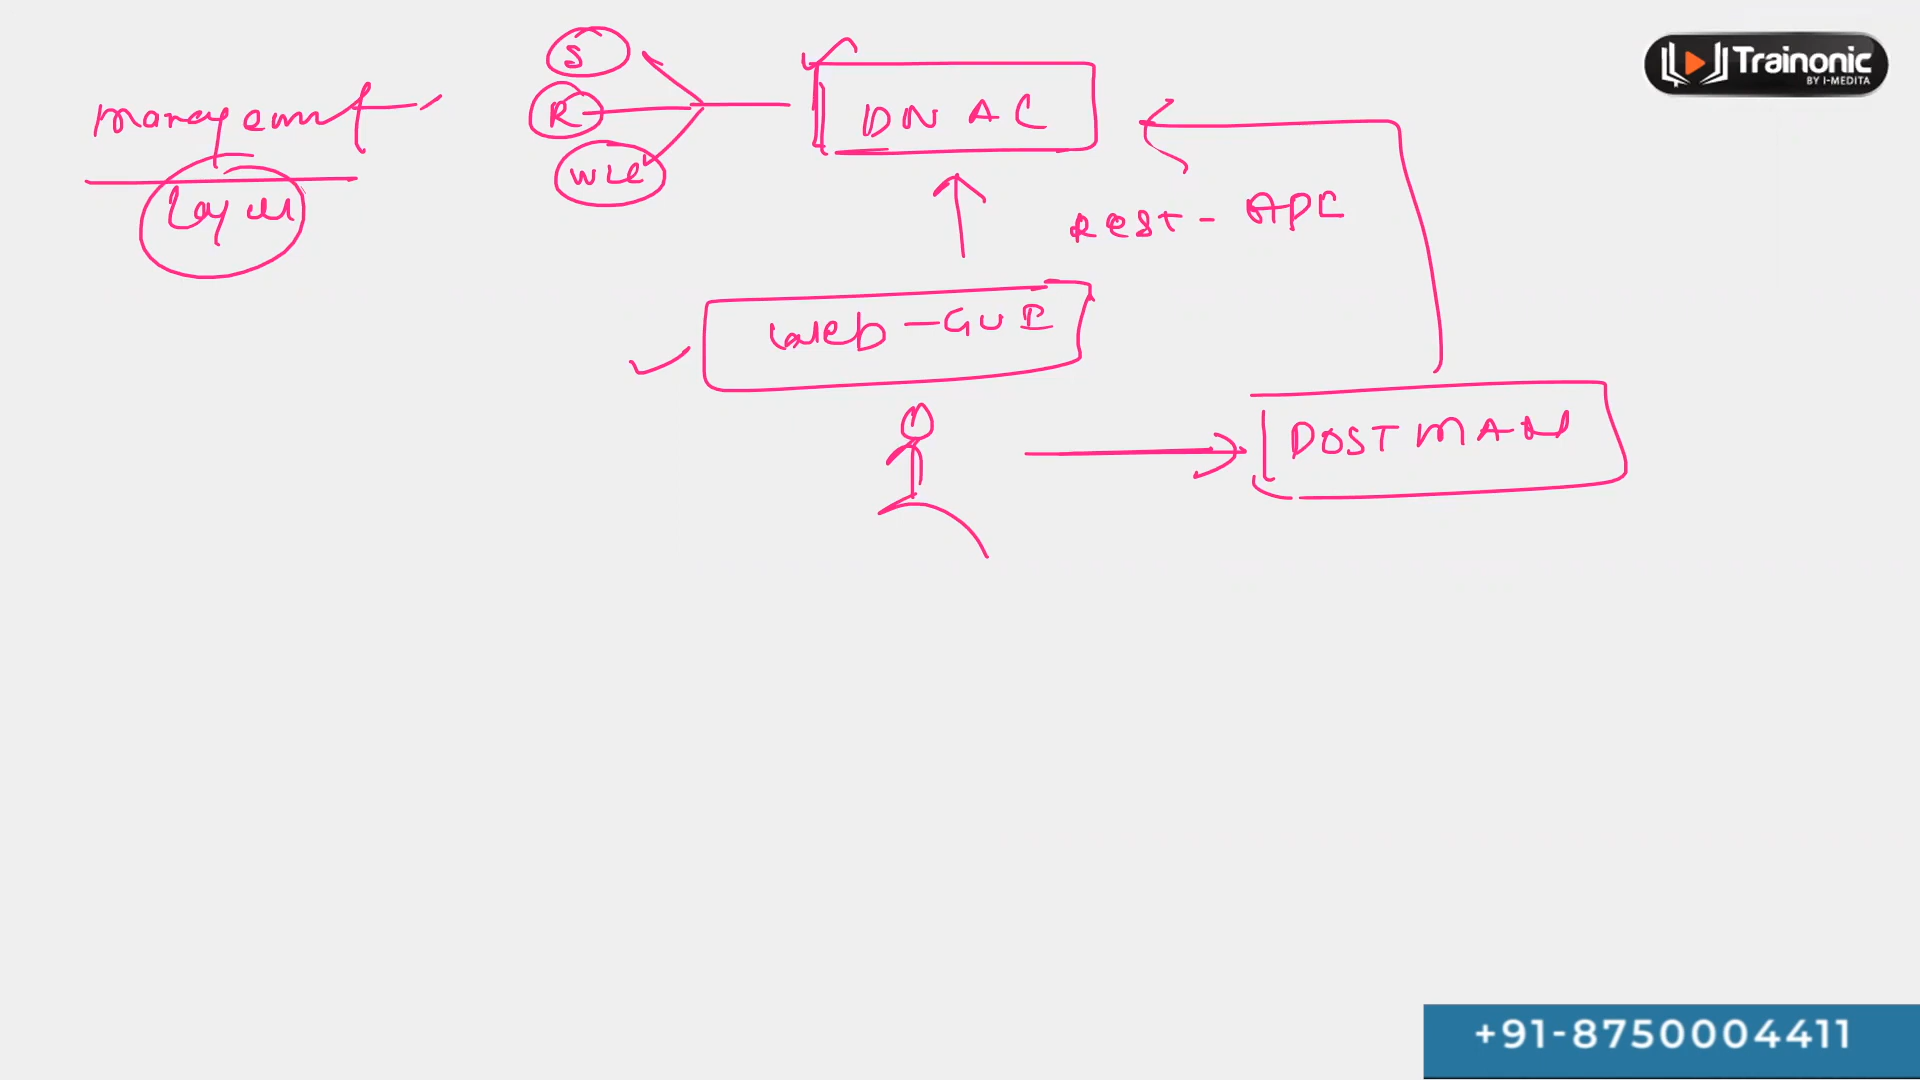 Management
Layer
S
R
WLC
DNAC
REST-API
Web-GUI
POSTMAN
Trainonic
BY I-MEDITA
+91-8750004411